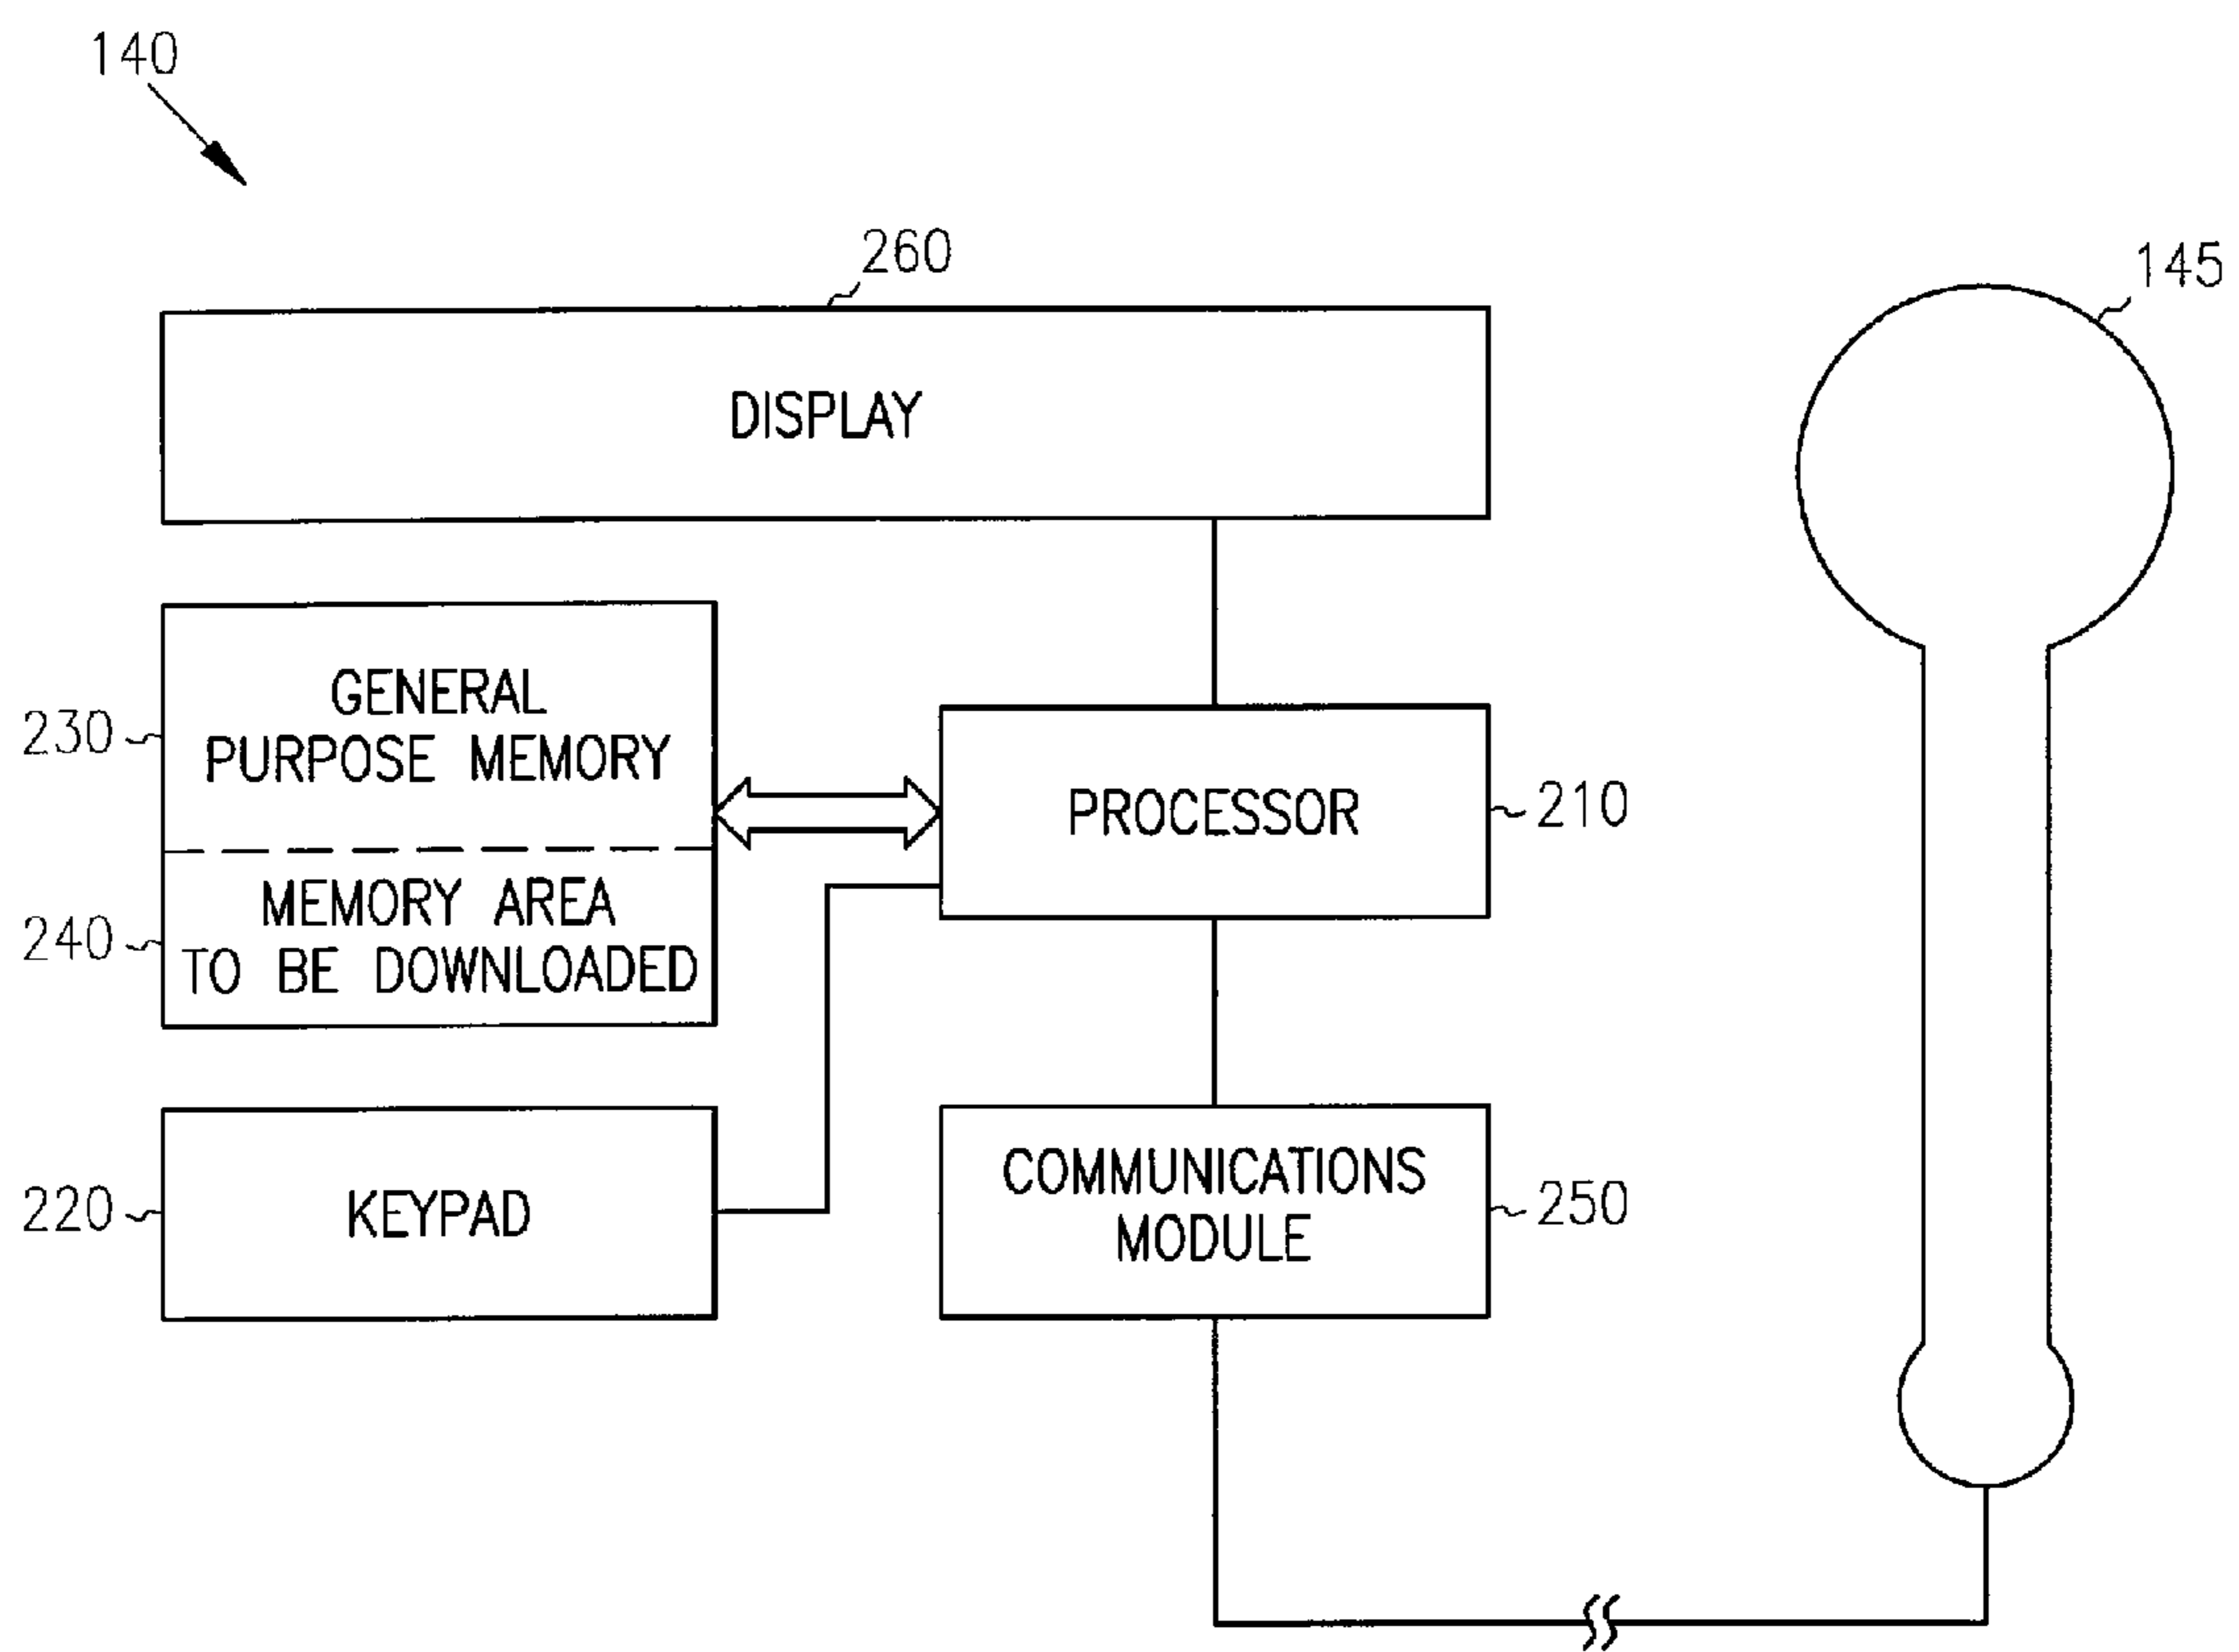 140
260
145
DISPLAY
GENERAL
PURPOSE MEMORY
230
PROCESSOR
210
MEMORY AREA
TO BE DOWNLOADED
240
KEYPAD
220
COMMUNICATIONS
MODULE
250